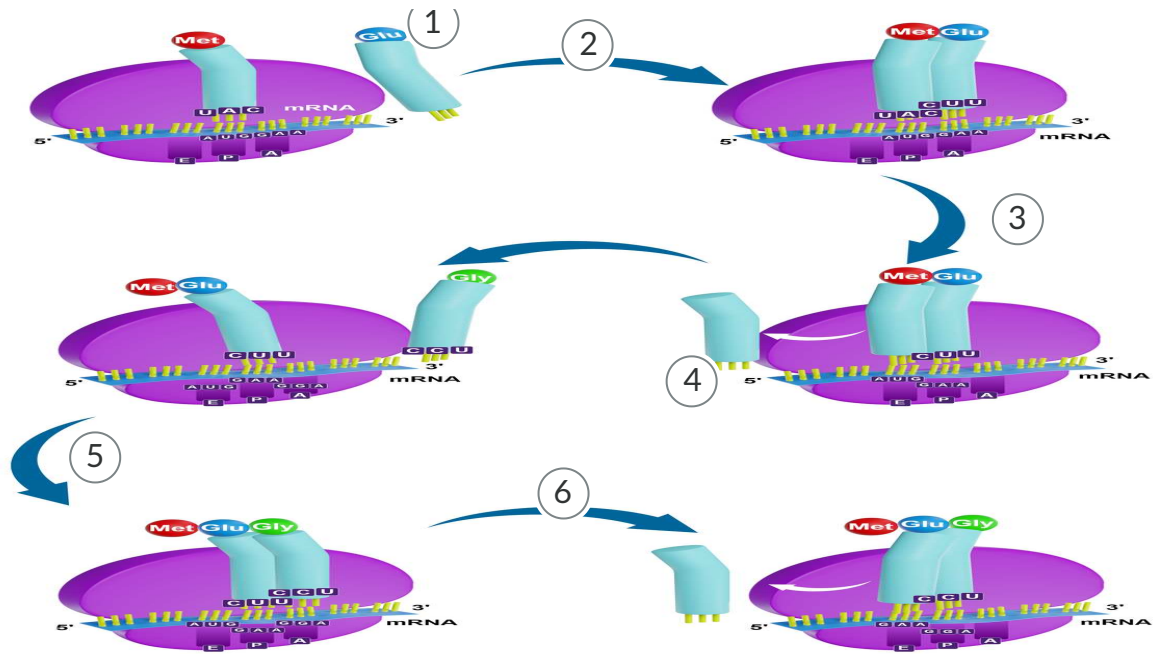 1
Met
Glu
UAC
mRNA
5'
3'
AUGGAA
E
P
A
2
Met
Glu
CUU
UAC
3'
5'
mRNA
AUGGAA
E
P
A
3
Met
Glu
Gly
CUU
CCU
3'
5'
mRNA
GAA
AUG
GGA
E
P
A
Met
Glu
4
CUU
3'
5'
mRNA
AUG
GAA
E
P
A
5
Met
Glu
Gly
CCU
CUU
3'
5'
mRNA
AUG
GGA
GAA
E
P
A
6
Met
Glu
Gly
CCU
3'
5'
mRNA
GAA
GGA
E
P
A